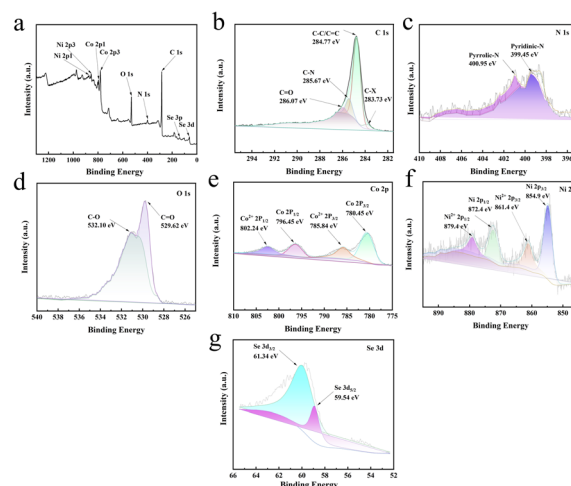 a
Ni 2p3
Ni 2p1
Co 2p1
Co 2p3
C 1s
O 1s
N 1s
Se 3p
Se 3d
Intensity (a.u.)
1200 1000 800 600 400 200 0
Binding Energy
b
C 1s
C-C/C=C
284.77 eV
C-N
285.67 eV
C=O
286.07 eV
C-X
283.73 eV
Intensity (a.u.)
296 294 292 290 288 286 284 282
Binding Energy
c
N 1s
Pyrrolic-N
400.95 eV
Pyridinic-N
399.45 eV
Intensity (a.u.)
410 408 406 404 402 400 398 396
Binding Energy
d
O 1s
C-O
532.10 eV
C=O
529.62 eV
Intensity (a.u.)
540 538 536 534 532 530 528 526
Binding Energy
e
Co 2p
Co²⁺ 2P1/2
802.24 eV
Co 2P1/2
796.45 eV
Co²⁺ 2P3/2
785.84 eV
Co 2P3/2
780.45 eV
Intensity (a.u.)
810 805 800 795 790 785 780 775
Binding Energy
f
Ni 2
Ni²⁺ 2p1/2
879.4 eV
Ni 2p1/2
872.4 eV
Ni²⁺ 2p3/2
861.4 eV
Ni 2p3/2
854.9 eV
Intensity (a.u.)
890 880 870 860 850
Binding Energy
g
Se 3d
Se 3d3/2
61.34 eV
Se 3d5/2
59.54 eV
Intensity (a.u.)
66 64 62 60 58 56 54 52
Binding Energy